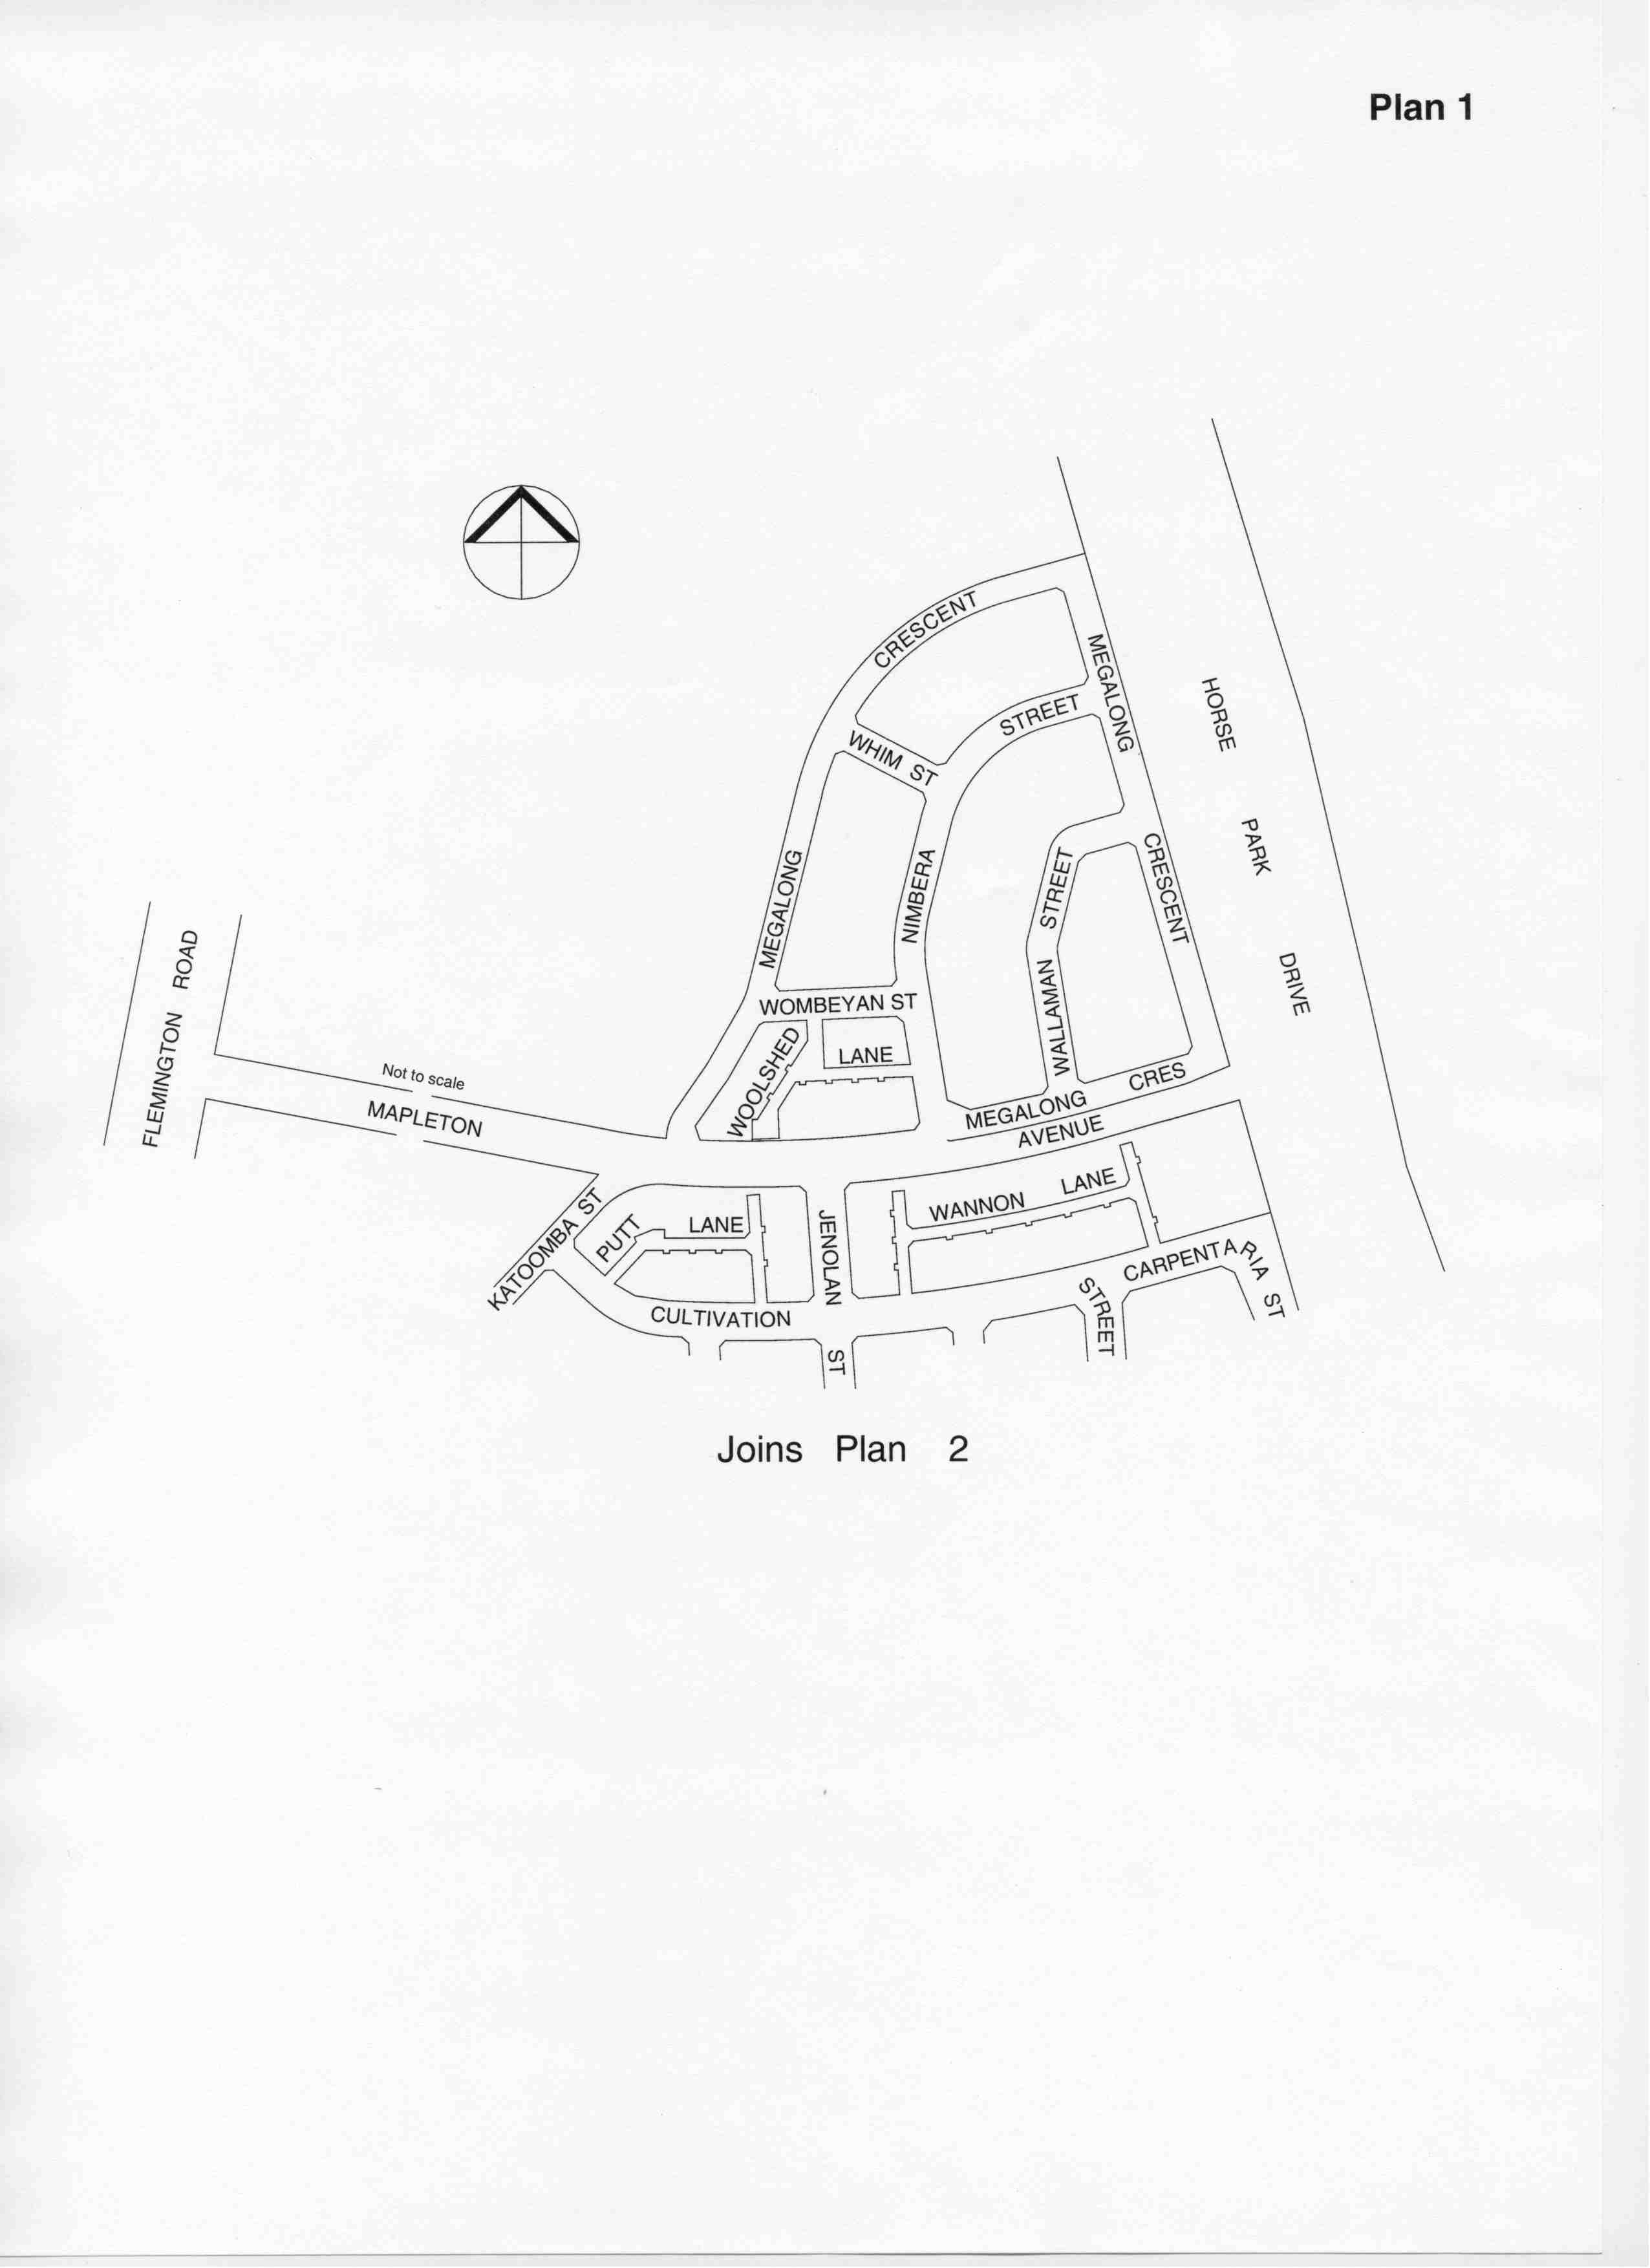 Plan 1
CRESCENT
MEGALONG
STREET
HORSE
WHIM ST
PARK
MEGALONG
NIMBERA
STREET
CRESCENT
DRIVE
FLEMINGTON ROAD
WALLAMAN
WOMBEYAN ST
WOOLSHED
LANE
Not to scale
MAPLETON
MEGALONG
CRES
AVENUE
KATOOMBA ST
PUTT
LANE
JENOLAN
WANNON
LANE
CARPENTARIA ST
STREET
CULTIVATION
ST
Joins Plan 2